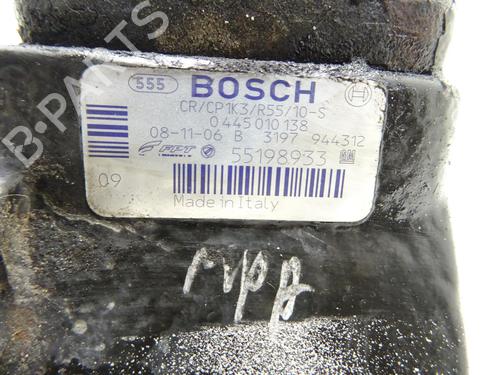 555 BOSCH
CR/CP1K3/R55/10-S
0 445 010 138
08-11-06 B 3197 944312
FPT 55198933 GM
09
Made in Italy
B-PARTS